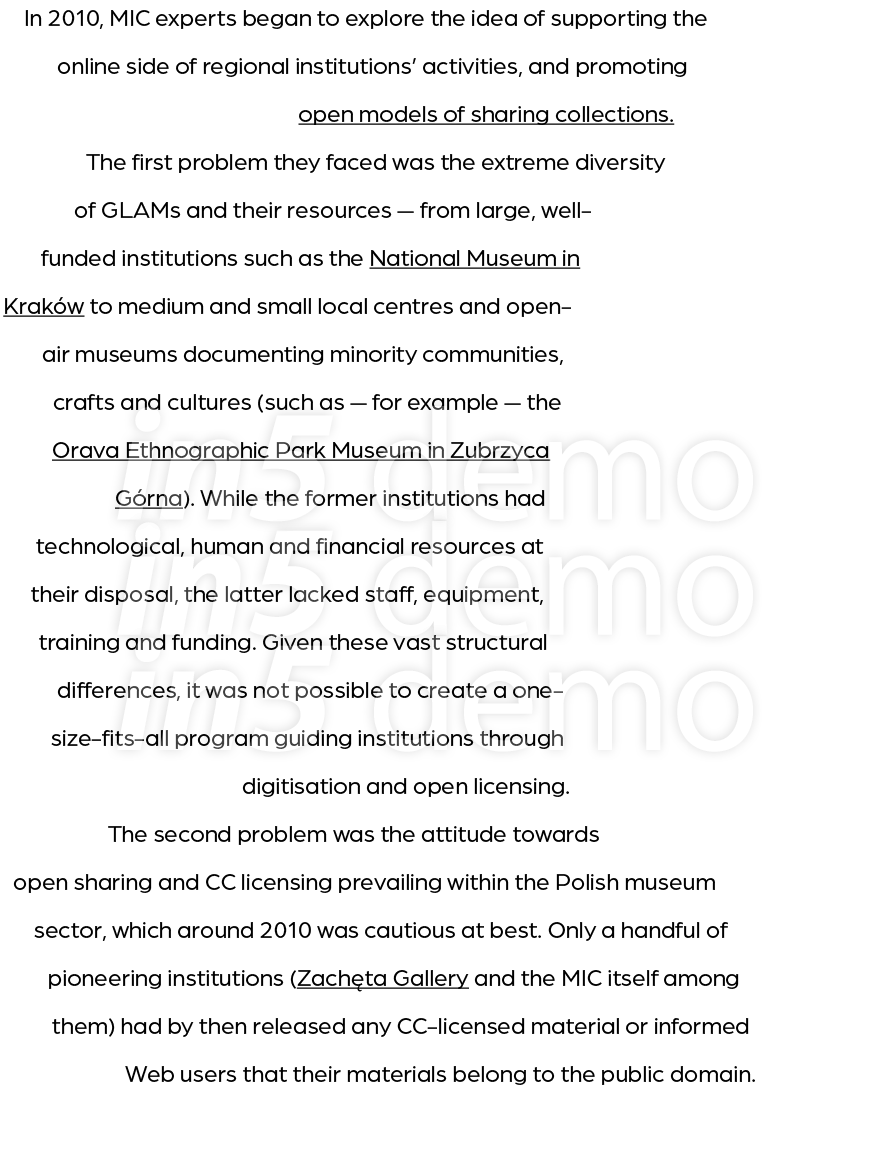 In 2010, MIC experts began to explore the idea of supporting the
online side of regional institutions' activities, and promoting
open models of sharing collections.
The first problem they faced was the extreme diversity
of GLAMs and their resources — from large, well-
funded institutions such as the National Museum in
Kraków to medium and small local centres and open-
air museums documenting minority communities,
crafts and cultures (such as — for example — the
Orava Ethnographic Park Museum in Zubrzyca
Górna). While the former institutions had
technological, human and financial resources at
their disposal, the latter lacked staff, equipment,
training and funding. Given these vast structural
differences, it was not possible to create a one-
size-fits-all program guiding institutions through
digitisation and open licensing.
The second problem was the attitude towards
open sharing and CC licensing prevailing within the Polish museum
sector, which around 2010 was cautious at best. Only a handful of
pioneering institutions (Zachęta Gallery and the MIC itself among
them) had by then released any CC-licensed material or informed
Web users that their materials belong to the public domain.
in5 demo
in5 demo
in5 demo